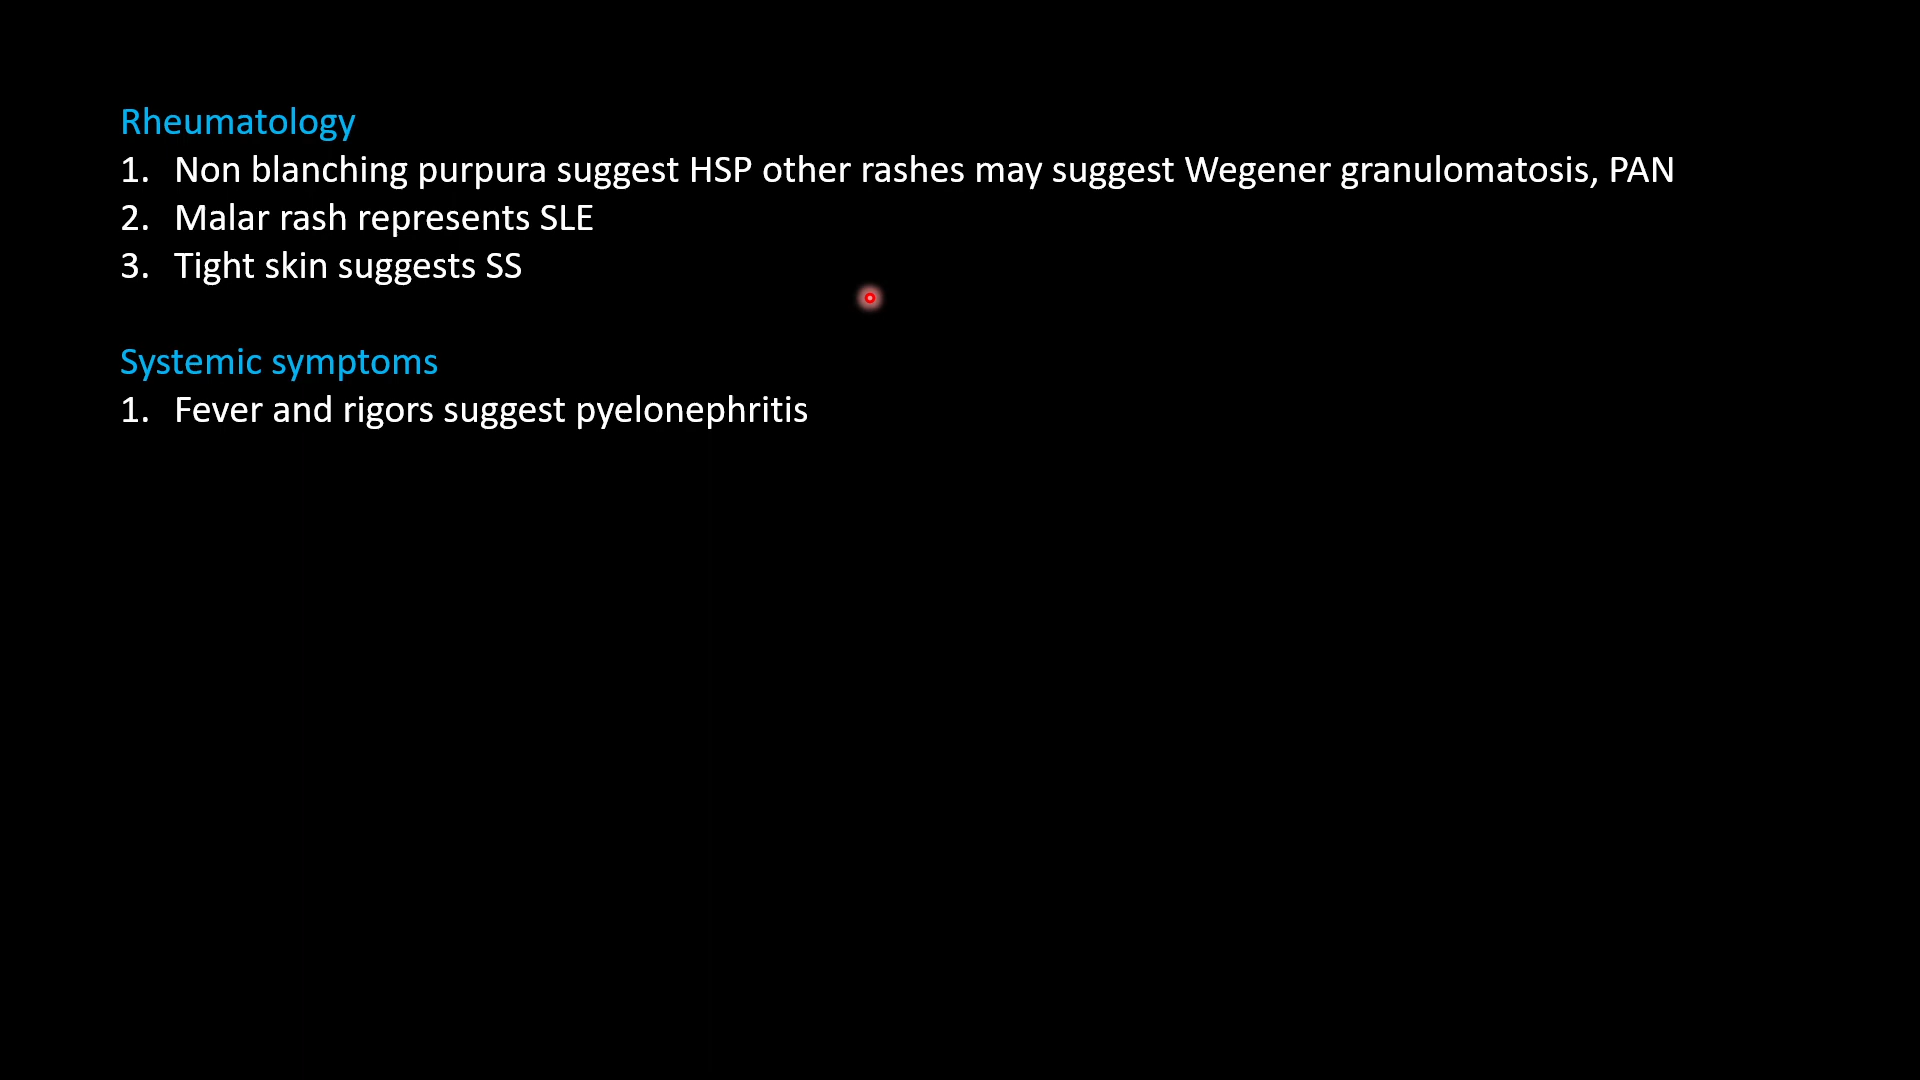 Rheumatology
1. Non blanching purpura suggest HSP other rashes may suggest Wegener granulomatosis, PAN
2. Malar rash represents SLE
3. Tight skin suggests SS
Systemic symptoms
1. Fever and rigors suggest pyelonephritis